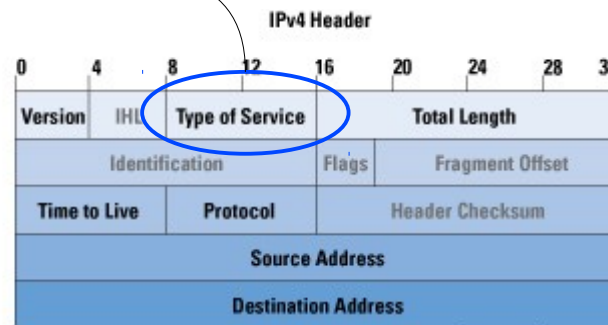 IPv4 Header
0 4 8 12 16 20 24 28 3
Version IHL Type of Service Total Length
Identification Flags Fragment Offset
Time to Live Protocol Header Checksum
Source Address
Destination Address